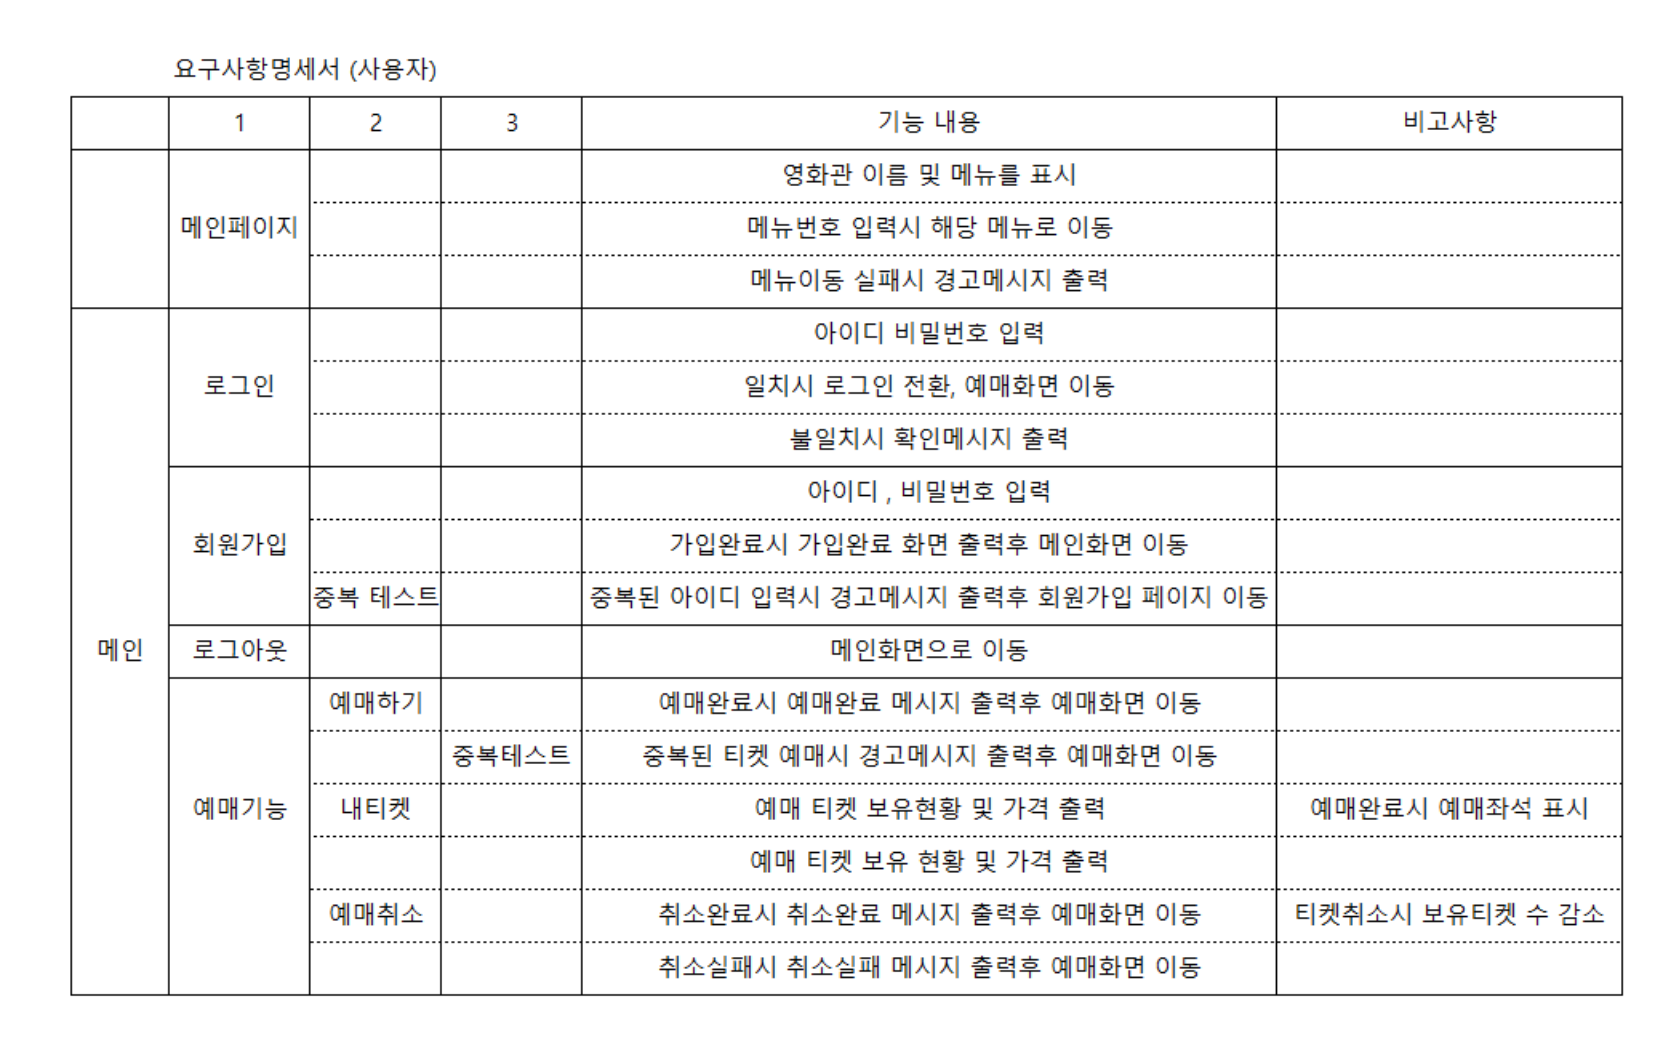 요구사항명세서 (사용자)
1 2 3 기능 내용 비고사항
영화관 이름 및 메뉴를 표시
메인페이지 메뉴번호 입력시 해당 메뉴로 이동
메뉴이동 실패시 경고메시지 출력
아이디 비밀번호 입력
로그인 일치시 로그인 전환, 예매화면 이동
불일치시 확인메시지 출력
아이디 , 비밀번호 입력
회원가입 가입완료시 가입완료 화면 출력후 메인화면 이동
중복 테스트 중복된 아이디 입력시 경고메시지 출력후 회원가입 페이지 이동
메인 로그아웃 메인화면으로 이동
예매하기 예매완료시 예매완료 메시지 출력후 예매화면 이동
중복테스트 중복된 티켓 예매시 경고메시지 출력후 예매화면 이동
예매기능 내티켓 예매 티켓 보유현황 및 가격 출력 예매완료시 예매좌석 표시
예매 티켓 보유 현황 및 가격 출력
예매취소 취소완료시 취소완료 메시지 출력후 예매화면 이동 티켓취소시 보유티켓 수 감소
취소실패시 취소실패 메시지 출력후 예매화면 이동